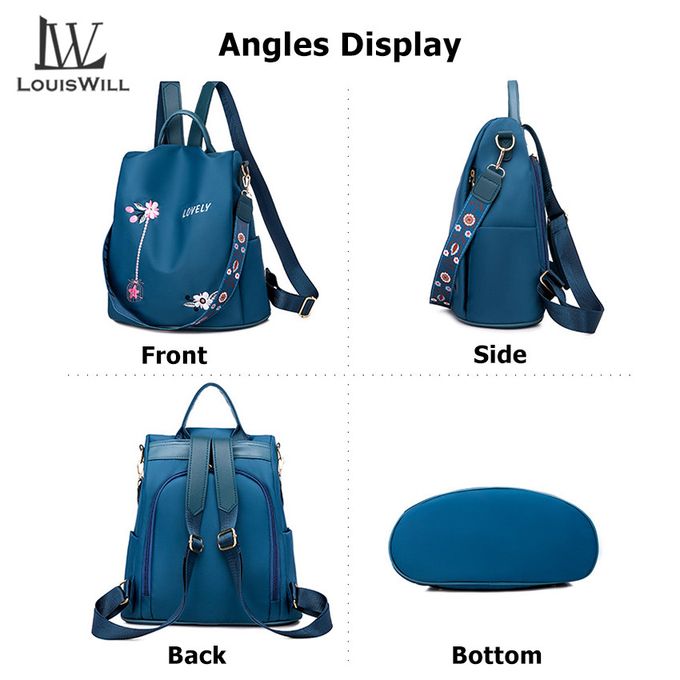 LW
LOUISWILL
Angles Display
LOVELY
Front
Side
Back
Bottom